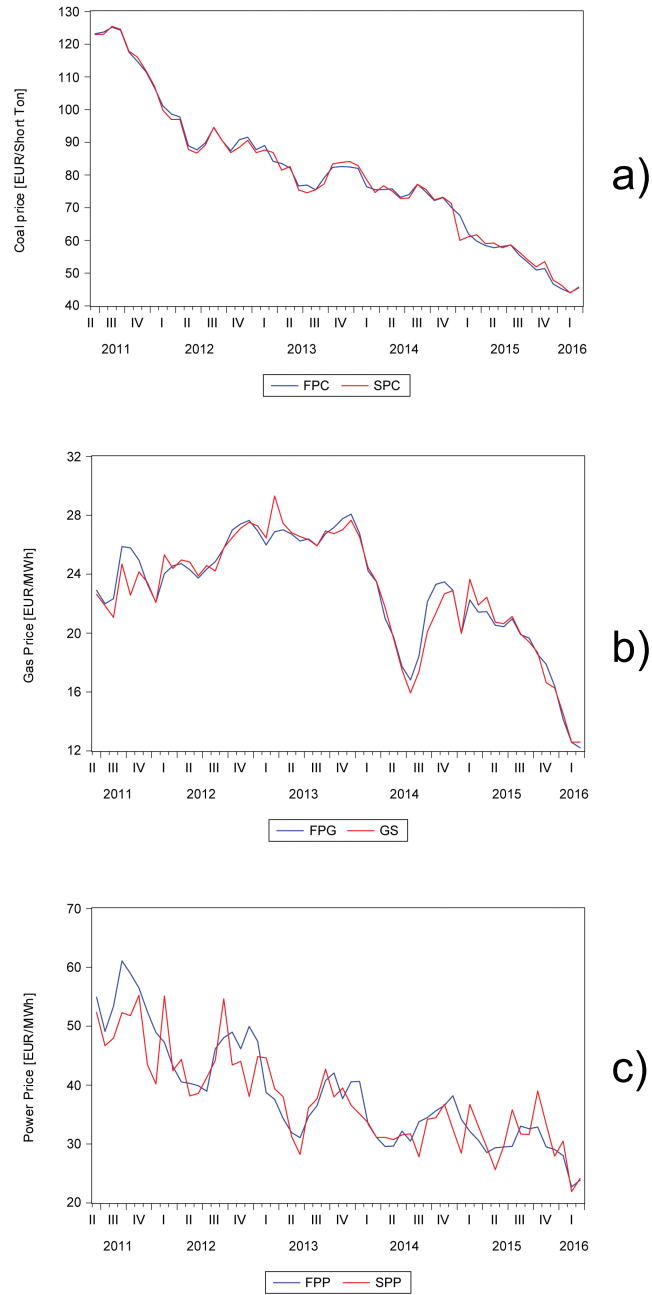 130
120
110
100
90
80
70
60
50
40
Coal price [EUR/Short Ton]
II III IV I II III IV I II III IV I II III IV I II III IV I
2011 2012 2013 2014 2015 2016
FPC SPC
a)
32
28
24
20
16
12
Gas Price [EUR/MWh]
II III IV I II III IV I II III IV I II III IV I II III IV I
2011 2012 2013 2014 2015 2016
FPG GS
b)
70
60
50
40
30
20
Power Price [EUR/MWh]
II III IV I II III IV I II III IV I II III IV I II III IV I
2011 2012 2013 2014 2015 2016
FPP SPP
c)